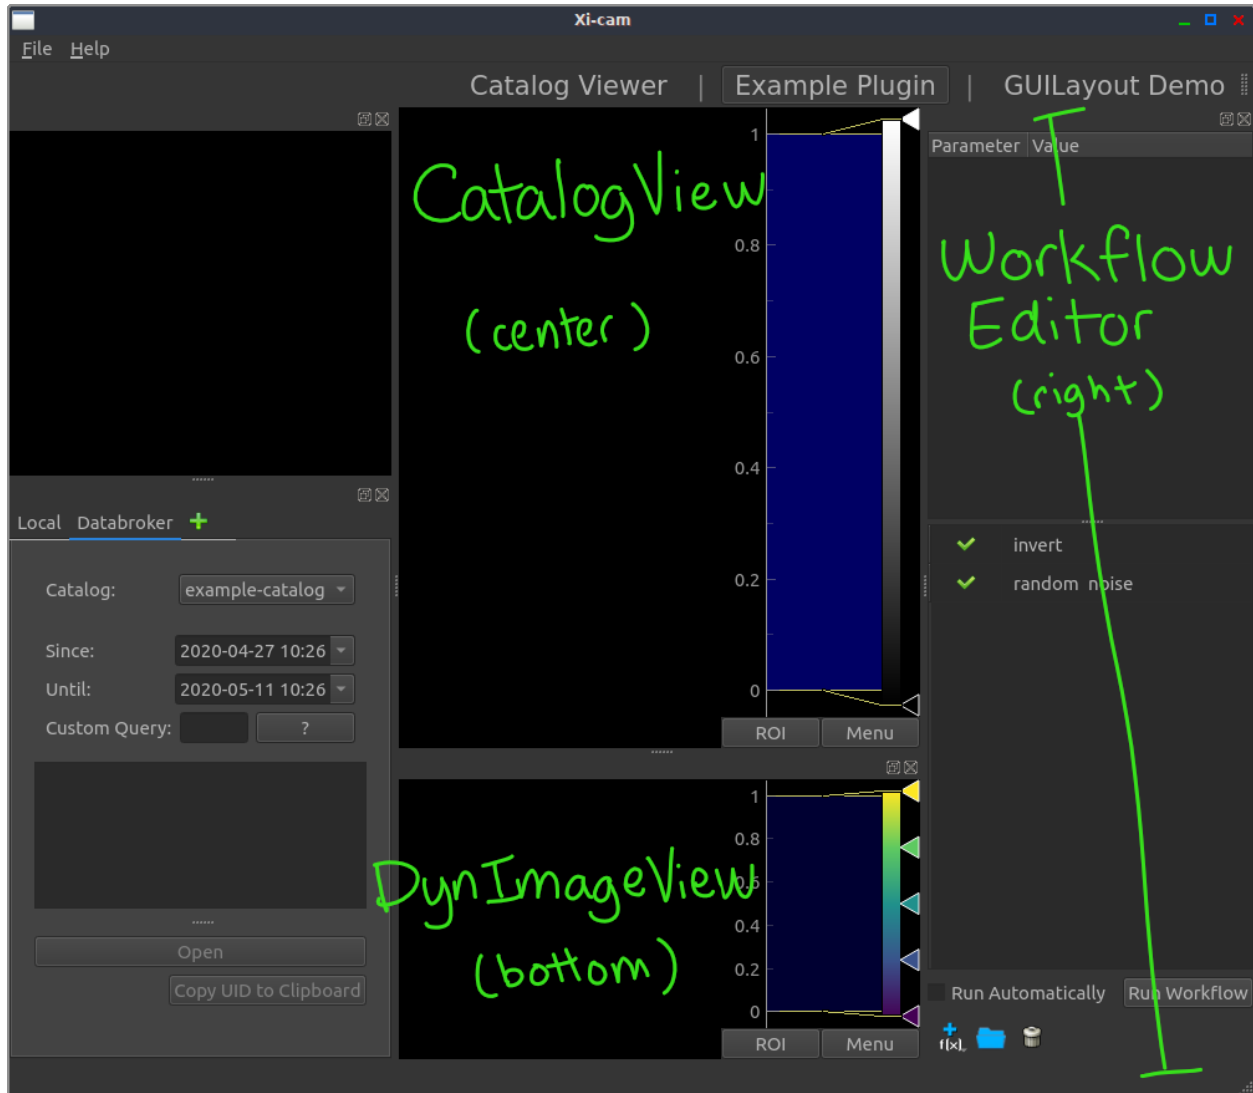 Xi-cam
File Help
Catalog Viewer | Example Plugin | GUILayout Demo
Local Databroker
Catalog: example-catalog
Since: 2020-04-27 10:26
Until: 2020-05-11 10:26
Custom Query: ?
Open
Copy UID to Clipboard
CatalogView
(center)
1
0.8
0.6
0.4
0.2
0
ROI Menu
DynImageView
(bottom)
1
0.8
0.6
0.4
0.2
0
ROI Menu
Parameter Value
Workflow
Editor
(right)
invert
random noise
Run Automatically Run Workflow
f(x)